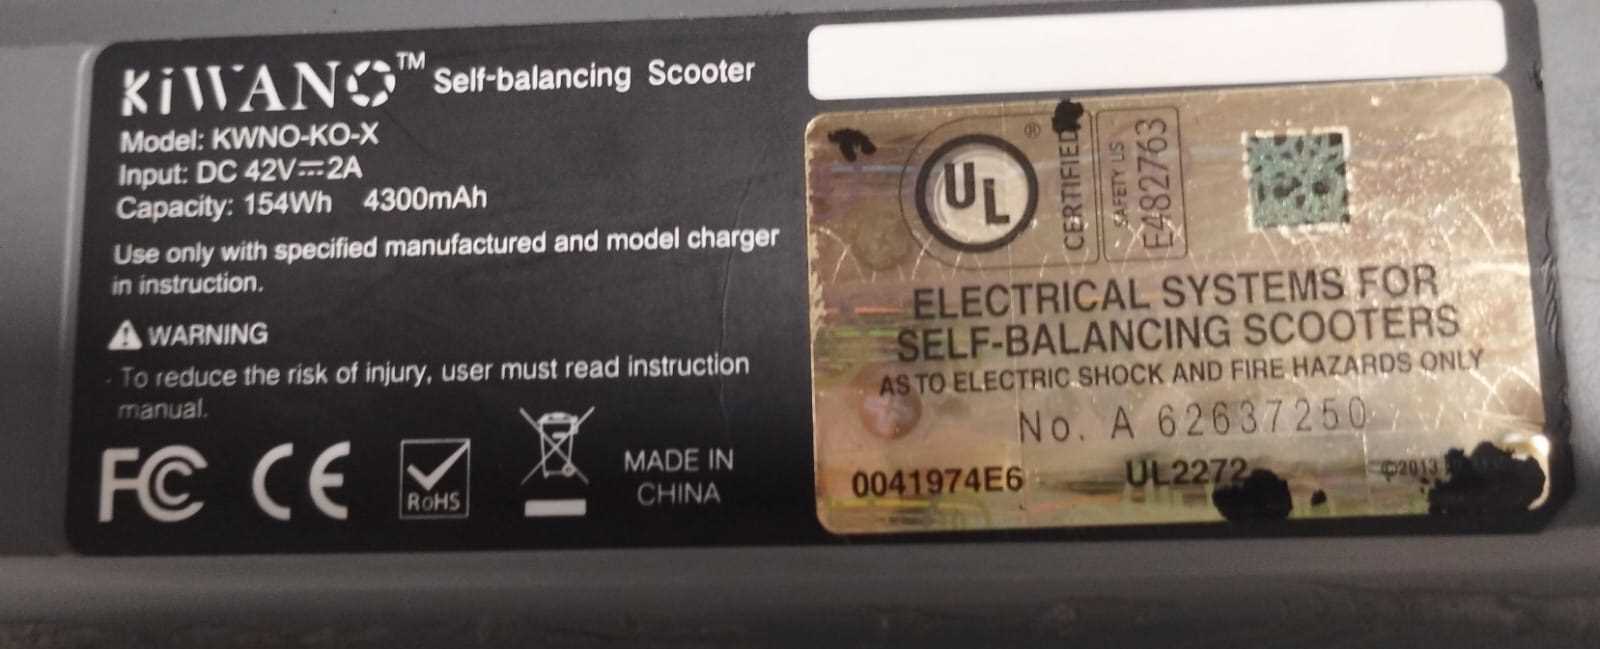 KiWANO™ Self-balancing Scooter
Model: KWNO-KO-X
Input: DC 42V⎓2A
Capacity: 154Wh 4300mAh
Use only with specified manufactured and model charger
in instruction.
⚠ WARNING
· To reduce the risk of injury, user must read instruction
manual.
FC CE RoHS
MADE IN
CHINA
UL ®
CERTIFIED
SAFETY US
E482763
ELECTRICAL SYSTEMS FOR
SELF-BALANCING SCOOTERS
AS TO ELECTRIC SHOCK AND FIRE HAZARDS ONLY
No. A 62637250
0041974E6 UL2272 ©2013